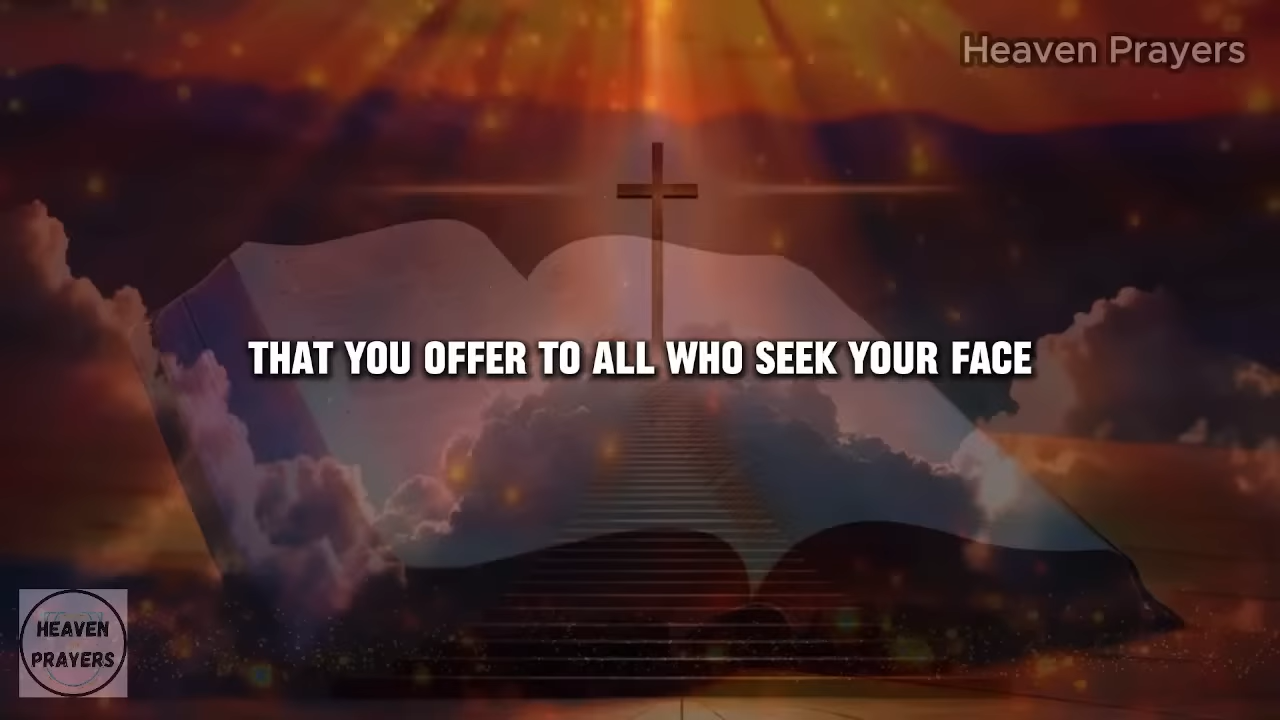 Heaven Prayers
THAT YOU OFFER TO ALL WHO SEEK YOUR FACE
HEAVEN
PRAYERS